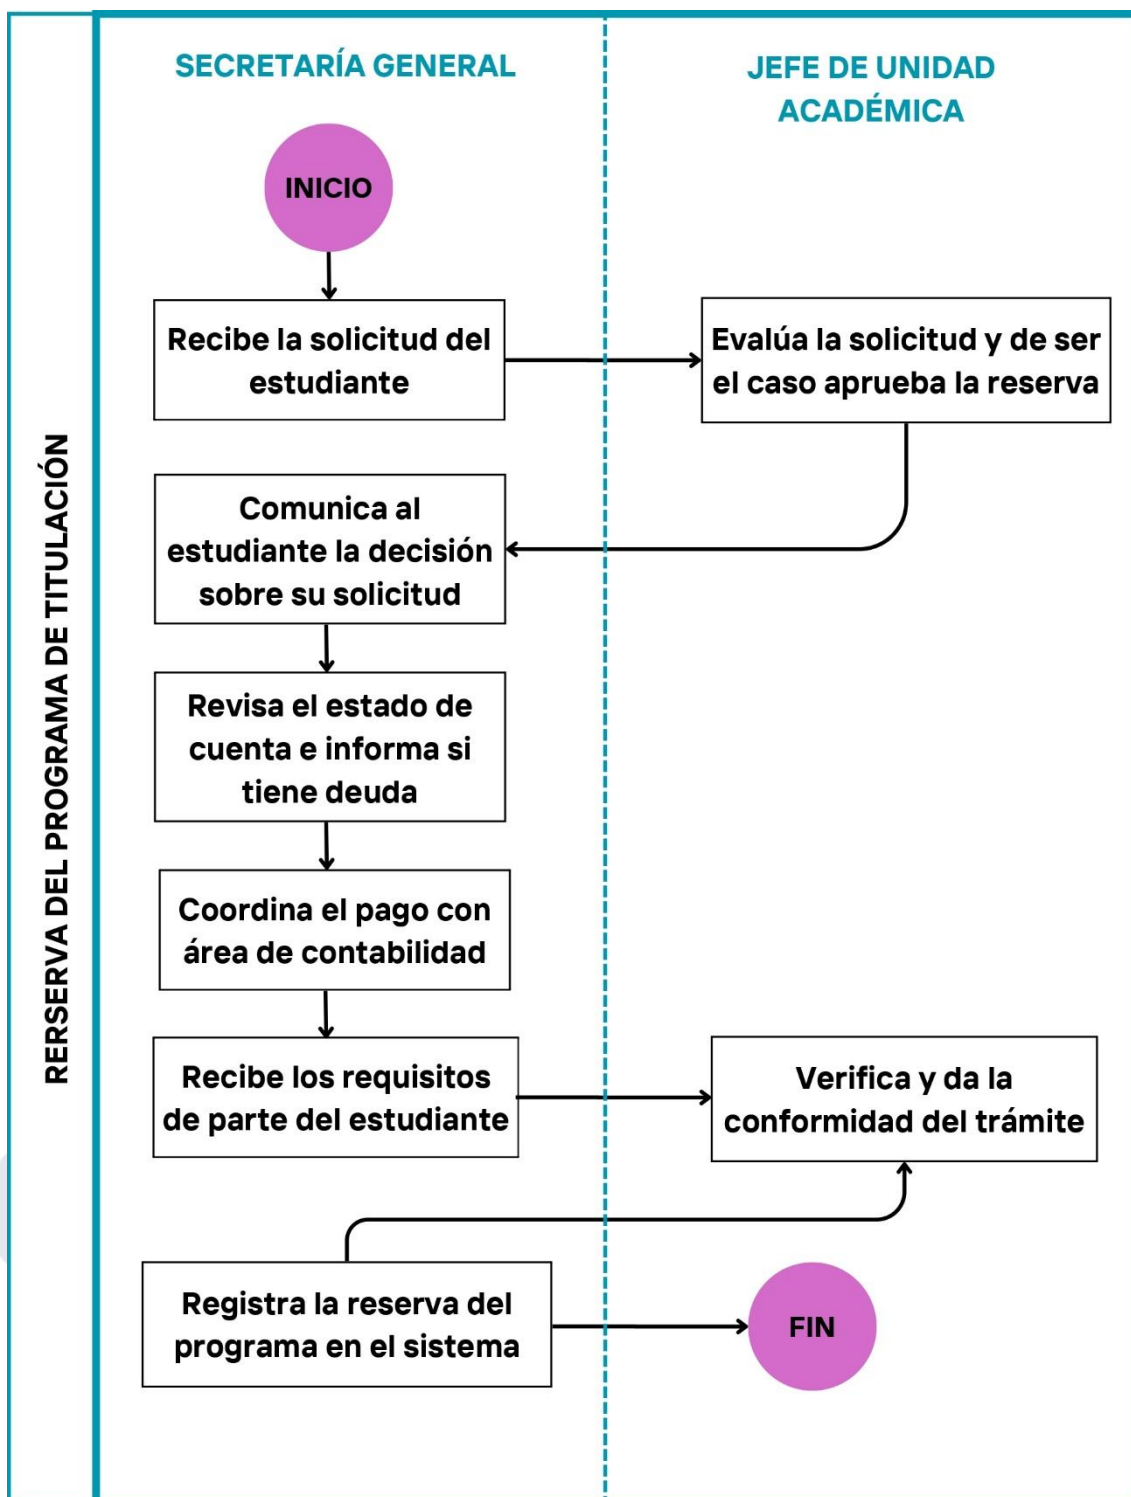 RERSERVA DEL PROGRAMA DE TITULACIÓN
SECRETARÍA GENERAL
JEFE DE UNIDAD
ACADÉMICA
INICIO
Recibe la solicitud del
estudiante
Evalúa la solicitud y de ser
el caso aprueba la reserva
Comunica al
estudiante la decisión
sobre su solicitud
Revisa el estado de
cuenta e informa si
tiene deuda
Coordina el pago con
área de contabilidad
Recibe los requisitos
de parte del estudiante
Verifica y da la
conformidad del trámite
Registra la reserva del
programa en el sistema
FIN